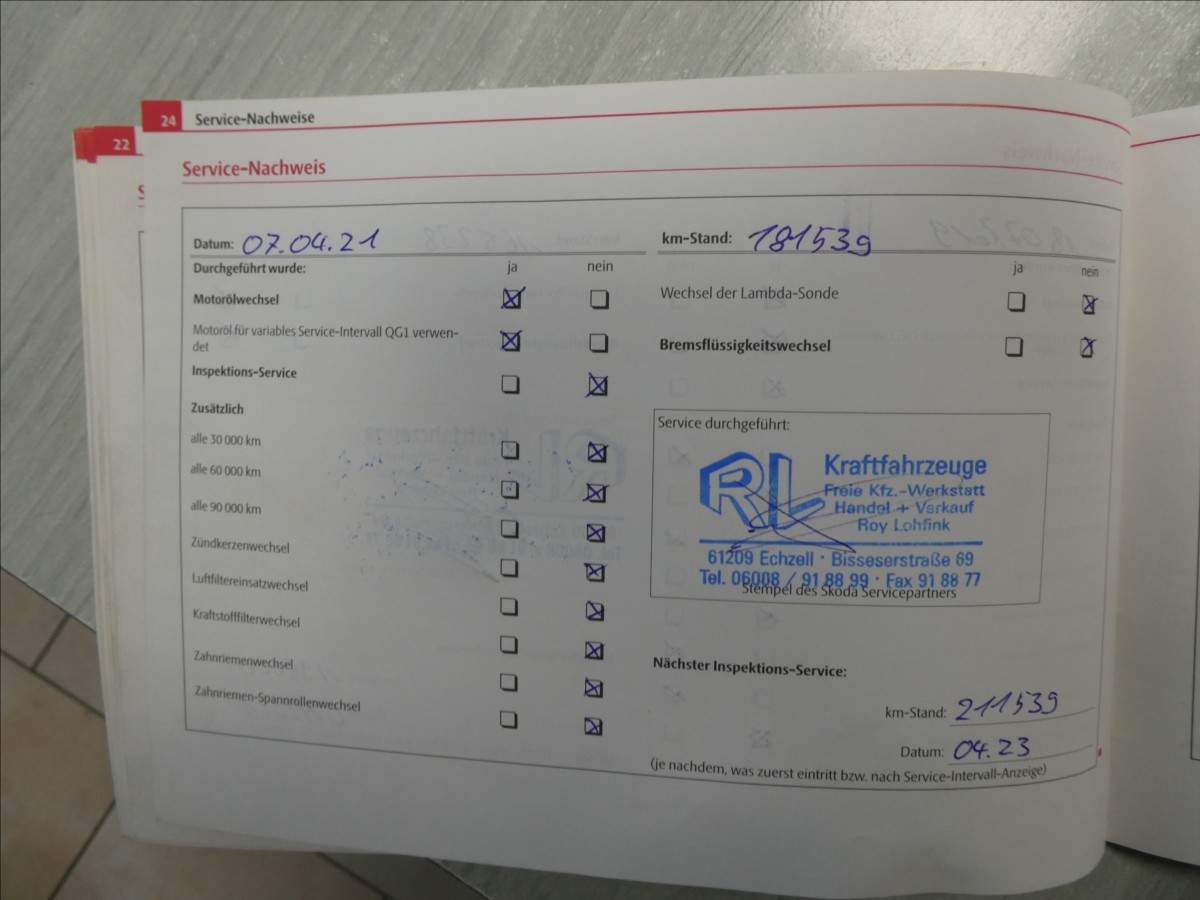 22
24 Service-Nachweise
Service-Nachweis
Datum: 07.04.21
km-Stand: 181539
Durchgeführt wurde: ja nein
ja nein
Motorölwechsel
Wechsel der Lambda-Sonde
Motoröl für variables Service-Intervall QG1 verwen-
det
Bremsflüssigkeitswechsel
Inspektions-Service
Zusätzlich
alle 30 000 km
alle 60 000 km
alle 90 000 km
Zündkerzenwechsel
Luftfiltereinsatzwechsel
Kraftstofffilterwechsel
Zahnriemenwechsel
Zahnriemen-Spannrollenwechsel
Service durchgeführt:
RL
Kraftfahrzeuge
Freie Kfz.-Werkstatt
Handel + Verkauf
Roy Lohfink
61209 Echzell · Bisseserstraße 69
Tel. 06008 / 91 88 99 · Fax 91 88 77
Stempel des Skoda Servicepartners
Nächster Inspektions-Service:
km-Stand: 211539
Datum: 04.23
(je nachdem, was zuerst eintritt bzw. nach Service-Intervall-Anzeige)